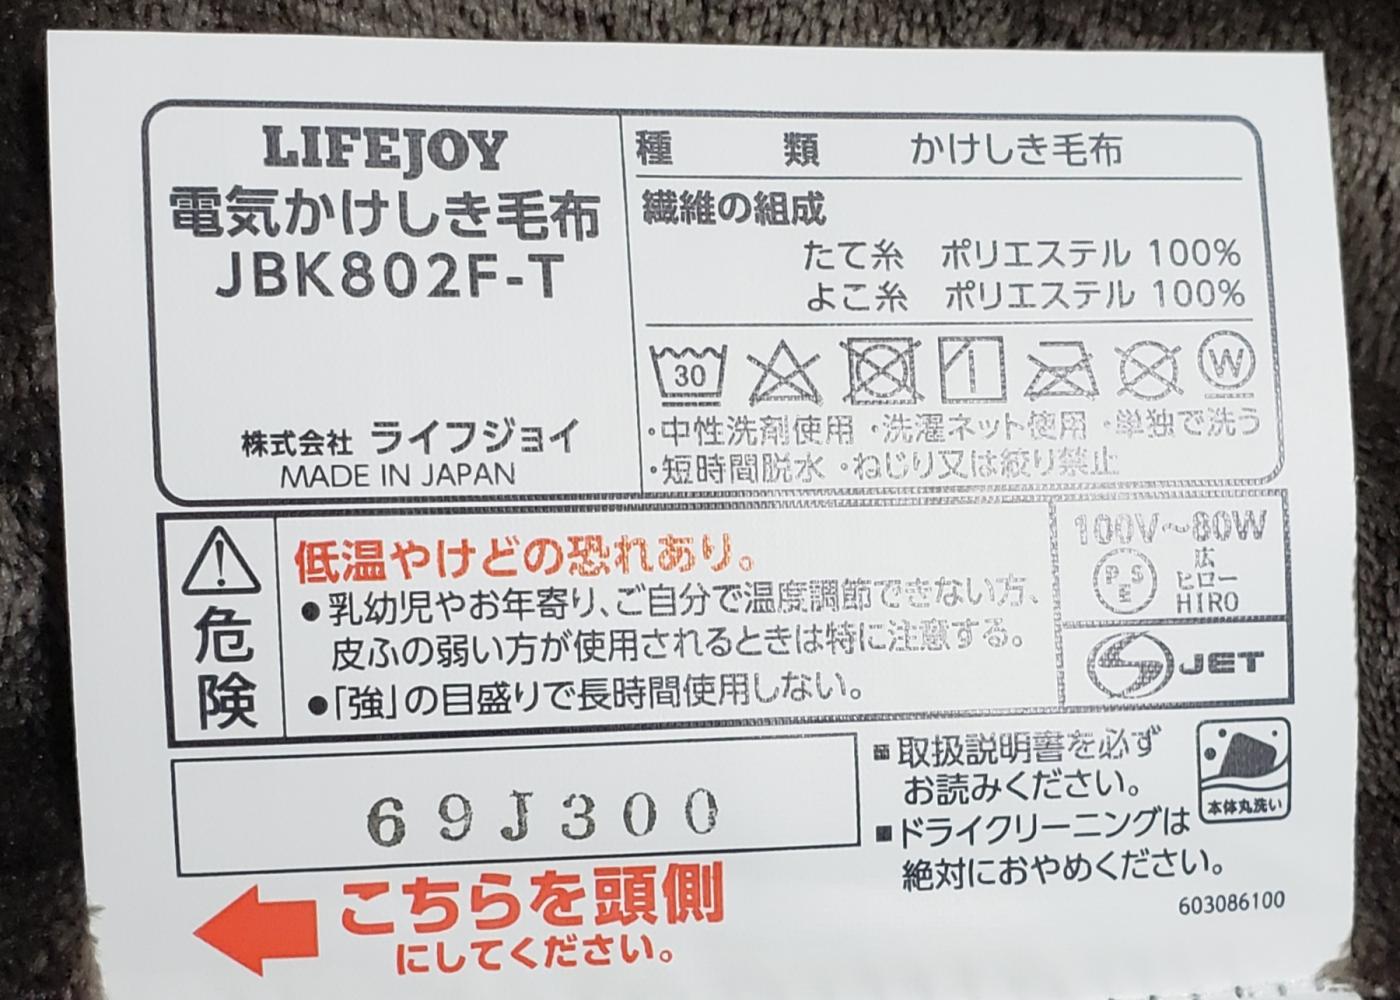 LIFEJOY
電気かけしき毛布
JBK802F-T
株式会社 ライフジョイ
MADE IN JAPAN
種 類 かけしき毛布
繊維の組成
たて糸 ポリエステル 100%
よこ糸 ポリエステル 100%
30
W
・中性洗剤使用 ・洗濯ネット使用 ・単独で洗う
・短時間脱水 ・ねじり又は絞り禁止
危険
低温やけどの恐れあり。
●乳幼児やお年寄り、ご自分で温度調節できない方、
皮ふの弱い方が使用されるときは特に注意する。
●「強」の目盛りで長時間使用しない。
100V～80W
PSE
広
ヒロー
HIRO
JET
69J300
■取扱説明書を必ず
お読みください。
■ドライクリーニングは
絶対におやめください。
本体丸洗い
603086100
こちらを頭側
にしてください。